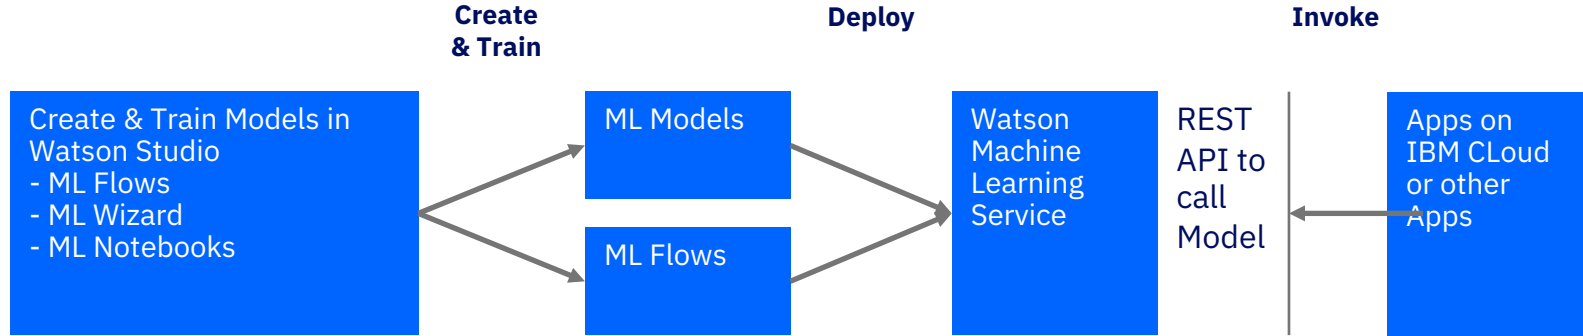 Create
& Train
Deploy
Invoke
Create & Train Models in
Watson Studio
- ML Flows
- ML Wizard
- ML Notebooks
ML Models
ML Flows
Watson
Machine
Learning
Service
REST
API to
call
Model
Apps on
IBM CLoud
or other
Apps